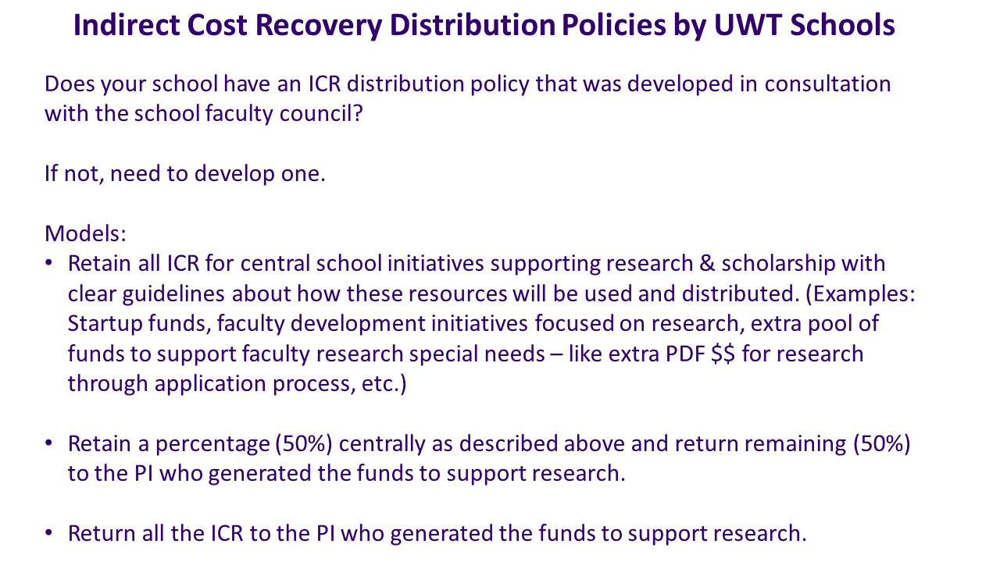 Indirect Cost Recovery Distribution Policies by UWT Schools
Does your school have an ICR distribution policy that was developed in consultation
with the school faculty council?
If not, need to develop one.
Models:
• Retain all ICR for central school initiatives supporting research & scholarship with
clear guidelines about how these resources will be used and distributed. (Examples:
Startup funds, faculty development initiatives focused on research, extra pool of
funds to support faculty research special needs – like extra PDF $$ for research
through application process, etc.)
• Retain a percentage (50%) centrally as described above and return remaining (50%)
to the PI who generated the funds to support research.
• Return all the ICR to the PI who generated the funds to support research.